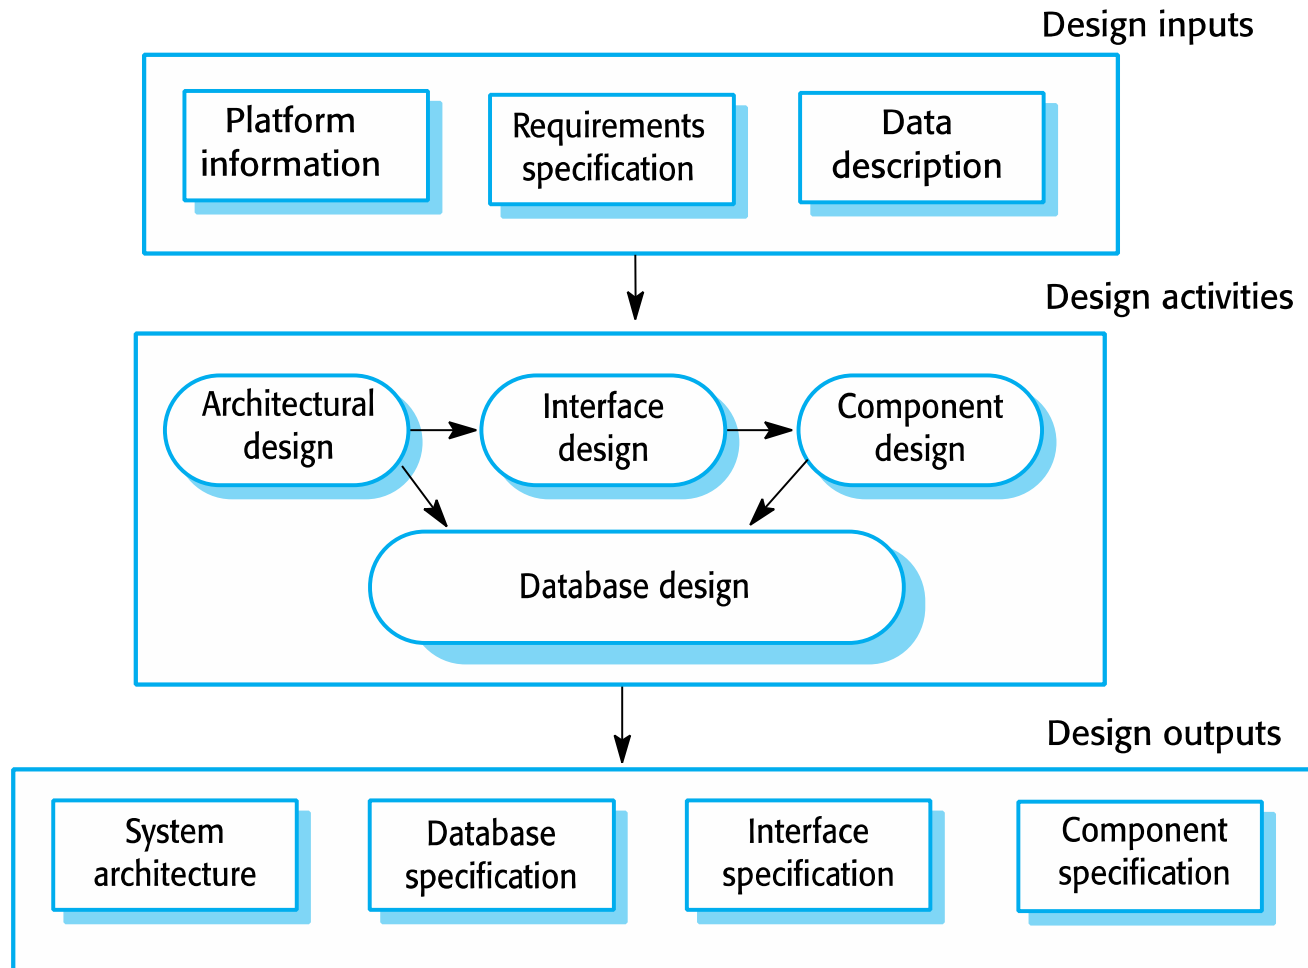 Design inputs
Platform
information
Requirements
specification
Data
description
Design activities
Architectural
design
Interface
design
Component
design
Database design
Design outputs
System
architecture
Database
specification
Interface
specification
Component
specification